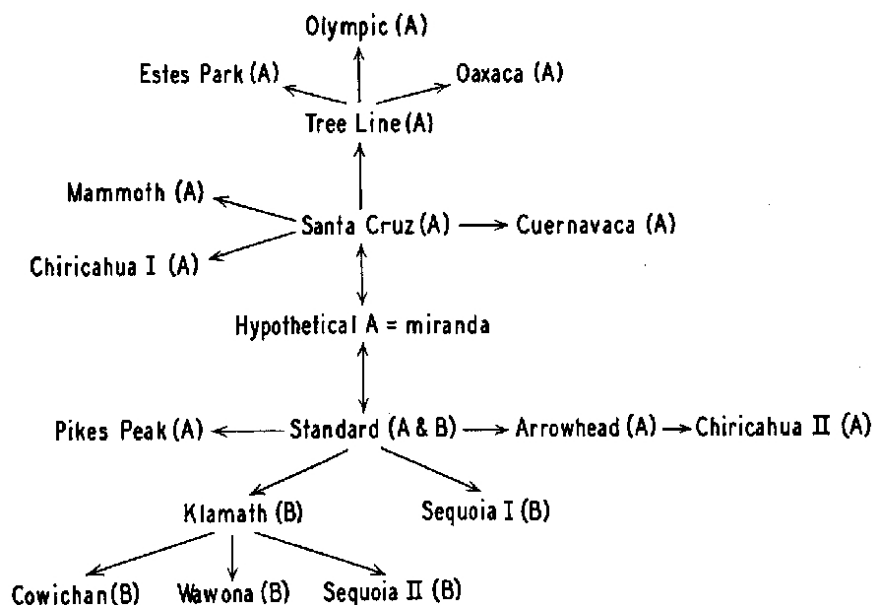 Olympic (A)
Estes Park (A) Oaxaca (A)
Tree Line (A)
Mammoth (A)
Santa Cruz (A) Cuernavaca (A)
Chiricahua I (A)
Hypothetical A = miranda
Pikes Peak (A) Standard (A & B) Arrowhead (A) Chiricahua II (A)
Klamath (B) Sequoia I (B)
Cowichan (B) Wawona (B) Sequoia II (B)